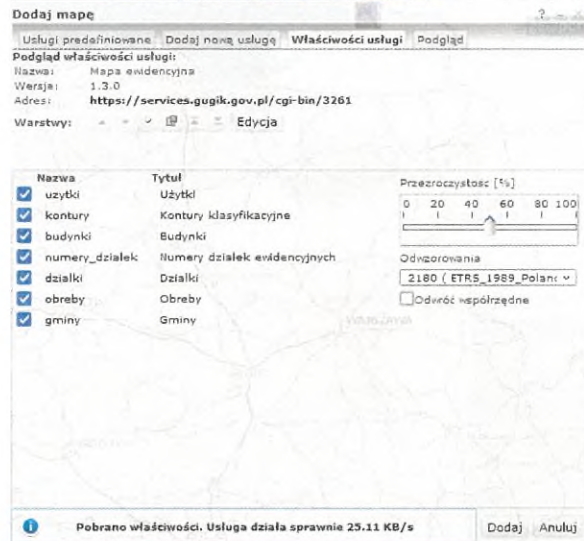 Dodaj mapę ?
Usługi predefiniowane Dodaj nową usługę Właściwości usługi Podgląd
Podgląd właściwości usługi:
Nazwa: Mapa ewidencyjna
Wersja: 1.3.0
Adres: https://services.gugik.gov.pl/cgi-bin/3261
Warstwy: Edycja
Nazwa Tytuł
uzytki Użytki
kontury Kontury klasyfikacyjne
budynki Budynki
numery_dzialek Numery działek ewidencyjnych
dzialki Działki
obreby Obreby
gminy Gminy
Przezroczystość [%]
0 20 40 60 80 100
Odwzorowania
2180 ( ETRS_1989_Polanc
Odwróć współrzędne
WARSZAWA
Pobrano właściwości. Usługa działa sprawnie 25.11 KB/s
Dodaj Anuluj